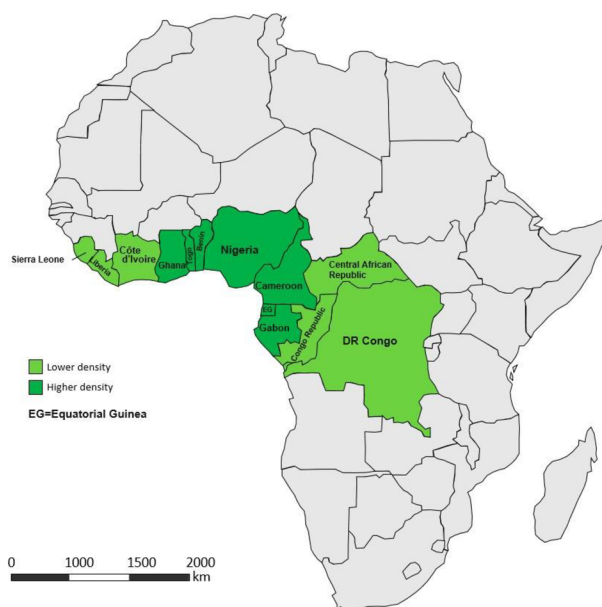 Sierra Leone
Liberia
Côte
d'Ivoire
Ghana
Togo
Benin
Nigeria
Cameroon
EG
Gabon
Congo Republic
Central African
Republic
DR Congo
Lower density
Higher density
EG=Equatorial Guinea
0 1000 1500 2000
km